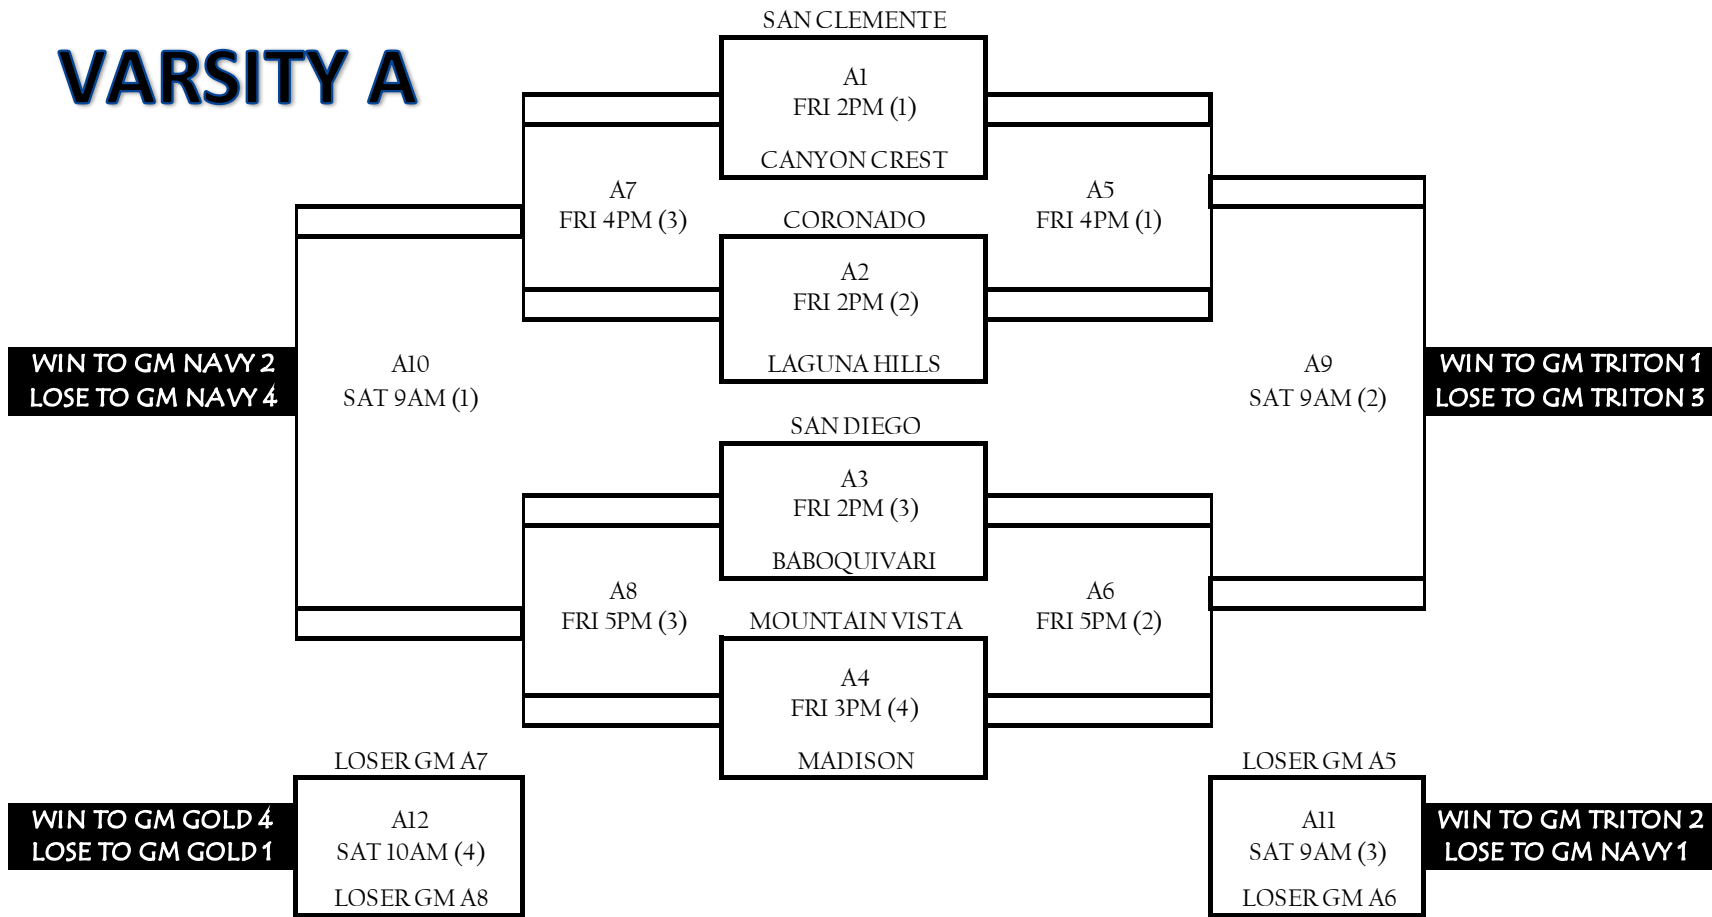 VARSITY A
SAN CLEMENTE
A1
FRI 2PM (1)
CANYON CREST
A7
FRI 4PM (3)
A5
FRI 4PM (1)
CORONADO
A2
FRI 2PM (2)
LAGUNA HILLS
WIN TO GM NAVY 2
LOSE TO GM NAVY 4
A10
SAT 9AM (1)
A9
SAT 9AM (2)
WIN TO GM TRITON 1
LOSE TO GM TRITON 3
SAN DIEGO
A3
FRI 2PM (3)
BABOQUIVARI
A8
FRI 5PM (3)
A6
FRI 5PM (2)
MOUNTAIN VISTA
A4
FRI 3PM (4)
MADISON
LOSER GM A7
WIN TO GM GOLD 4
LOSE TO GM GOLD 1
A12
SAT 10AM (4)
LOSER GM A8
LOSER GM A5
A11
SAT 9AM (3)
LOSER GM A6
WIN TO GM TRITON 2
LOSE TO GM NAVY 1